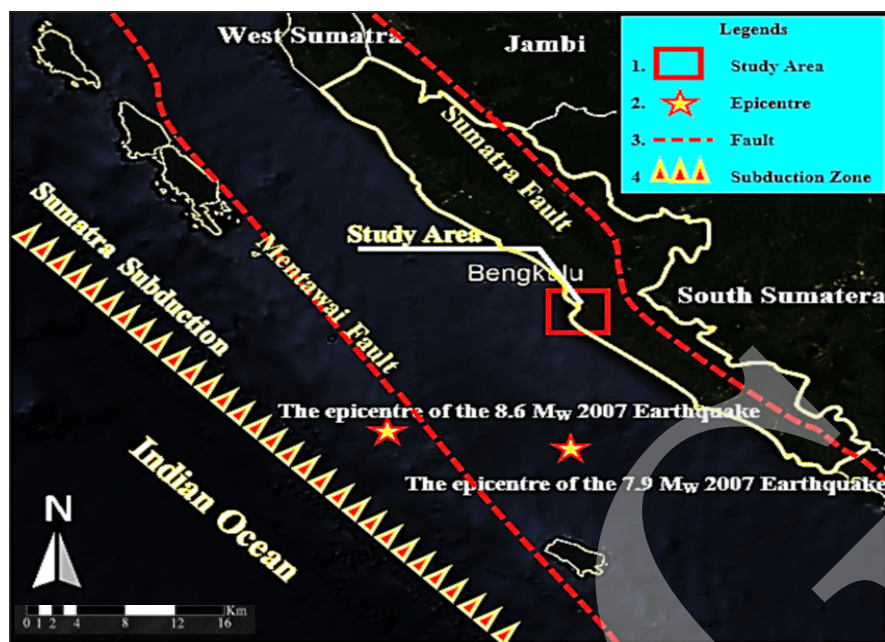 West Sumatra
Jambi
Legends
1. Study Area
2. Epicentre
3. Fault
4 Subduction Zone
Sumatra Fault
Sumatra Subduction
Mentawai Fault
Study Area
Bengkulu
South Sumatera
The epicentre of the 8.6 Mw 2007 Earthquake
The epicentre of the 7.9 Mw 2007 Earthquake
Indian Ocean
N
Km
0 1 2 4 8 12 16